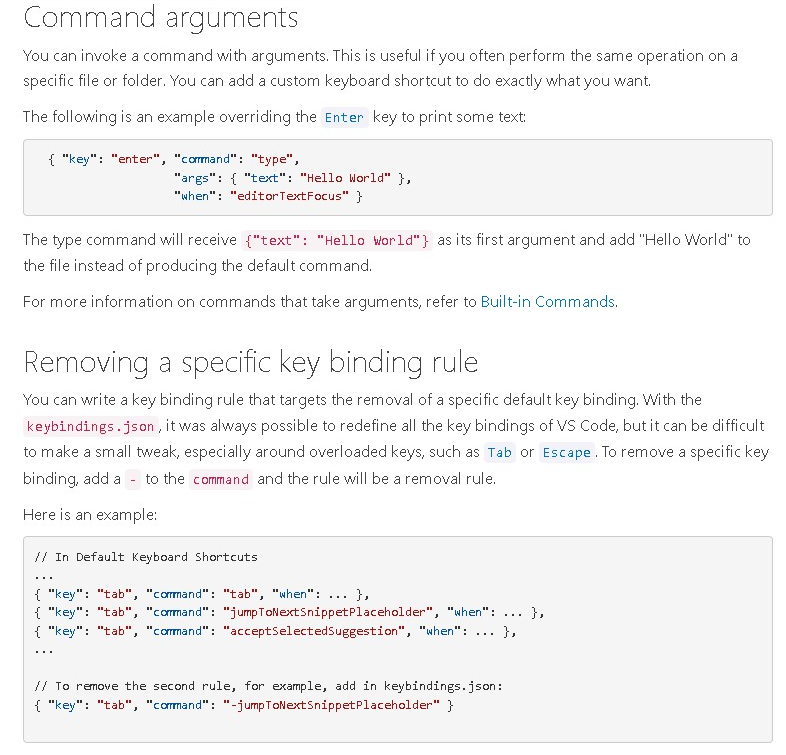 Command arguments
You can invoke a command with arguments. This is useful if you often perform the same operation on a
specific file or folder. You can add a custom keyboard shortcut to do exactly what you want.
The following is an example overriding the Enter key to print some text:
{ "key": "enter", "command": "type",
"args": { "text": "Hello World" },
"when": "editorTextFocus" }
The type command will receive {"text": "Hello World"} as its first argument and add "Hello World" to
the file instead of producing the default command.
For more information on commands that take arguments, refer to Built-in Commands.
Removing a specific key binding rule
You can write a key binding rule that targets the removal of a specific default key binding. With the
keybindings.json, it was always possible to redefine all the key bindings of VS Code, but it can be difficult
to make a small tweak, especially around overloaded keys, such as Tab or Escape. To remove a specific key
binding, add a - to the command and the rule will be a removal rule.
Here is an example:
// In Default Keyboard Shortcuts
...
{ "key": "tab", "command": "tab", "when": ... },
{ "key": "tab", "command": "jumpToNextSnippetPlaceholder", "when": ... },
{ "key": "tab", "command": "acceptSelectedSuggestion", "when": ... },
...
// To remove the second rule, for example, add in keybindings.json:
{ "key": "tab", "command": "-jumpToNextSnippetPlaceholder" }